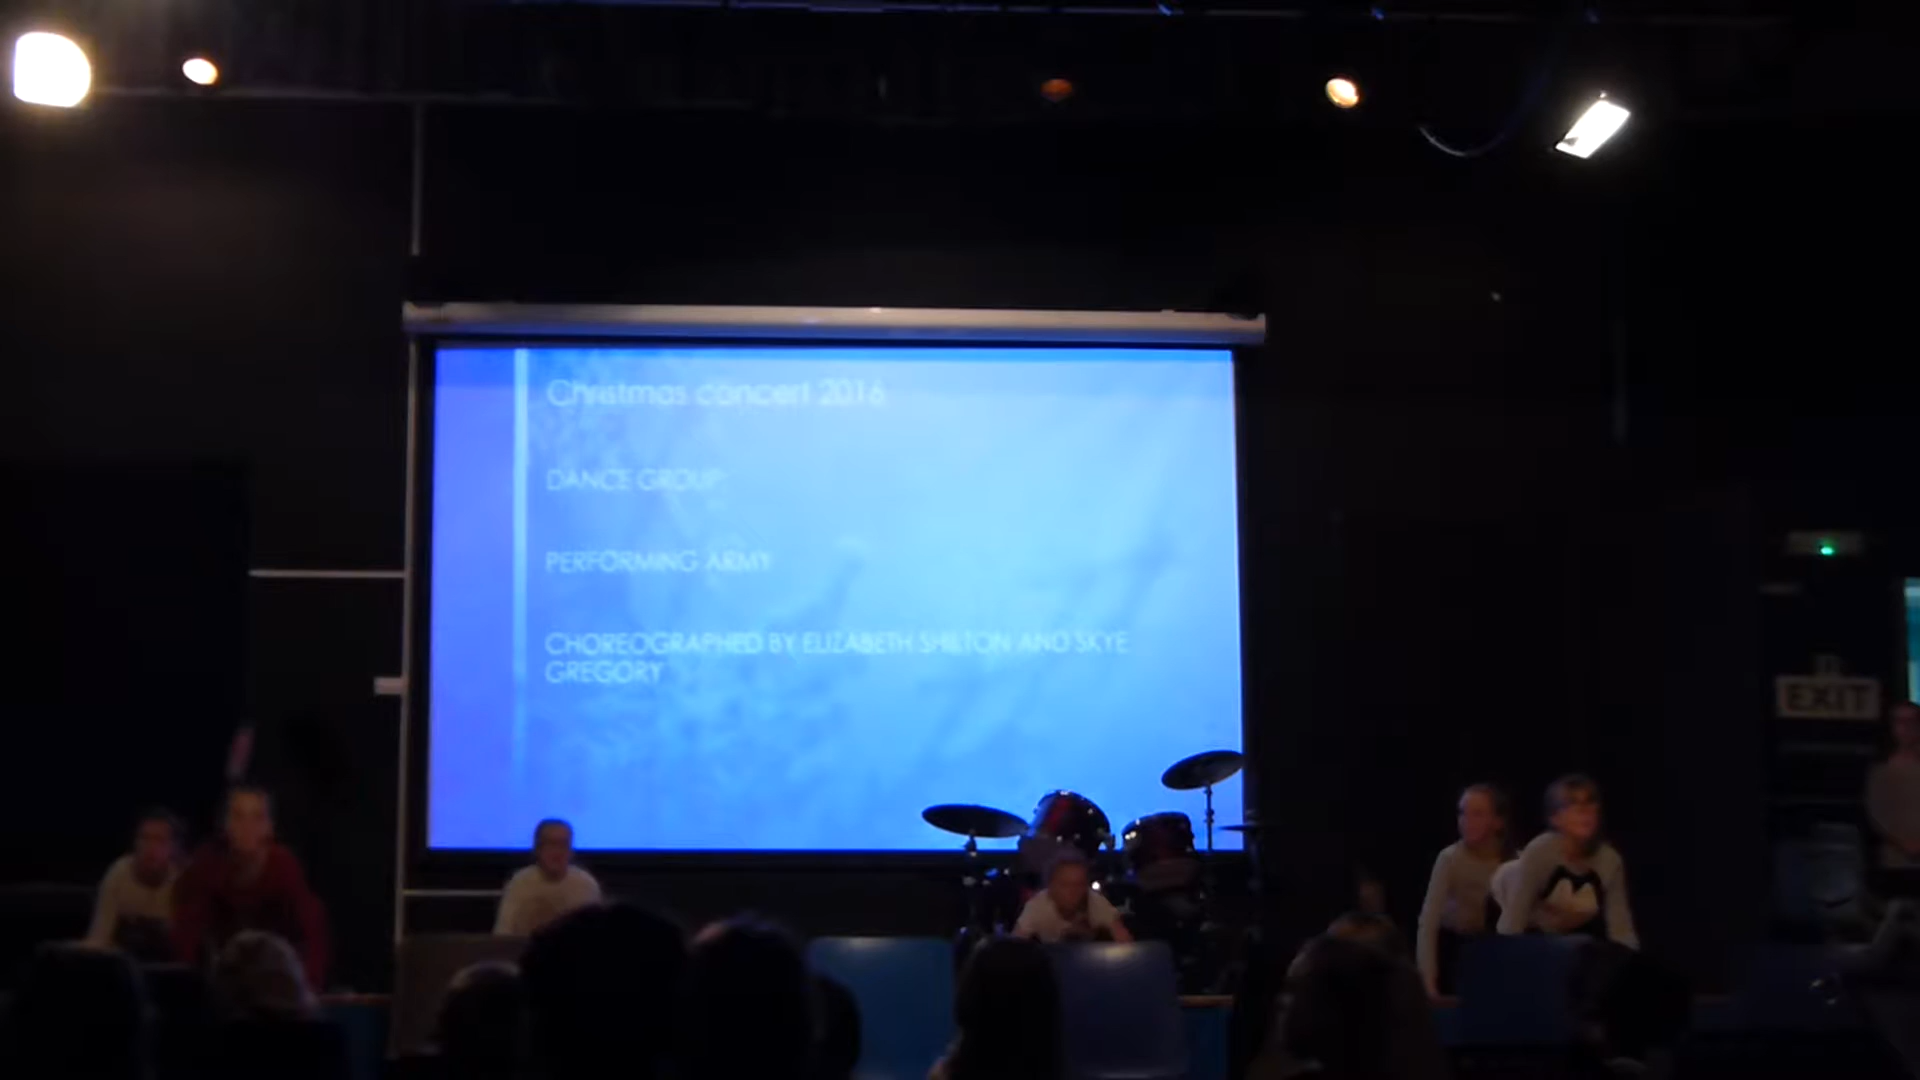 Christmas concert 2016
DANCE GROUP
PERFORMING ARMY
CHOREOGRAPHED BY ELIZABETH SHILTON AND SKYE
GREGORY
EXIT